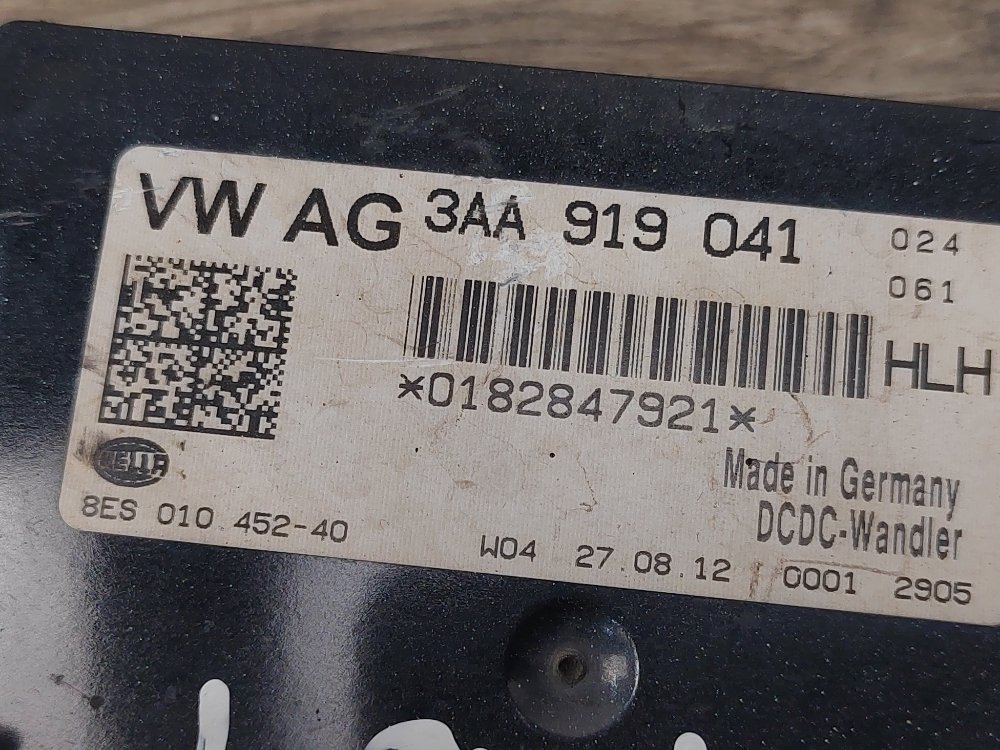 VW AG 3AA 919 041 024
061
HLH
*0182847921*
HELLA
Made in Germany
DCDC-Wandler
8ES 010.452-40 W04 27.08.12 0001 2905